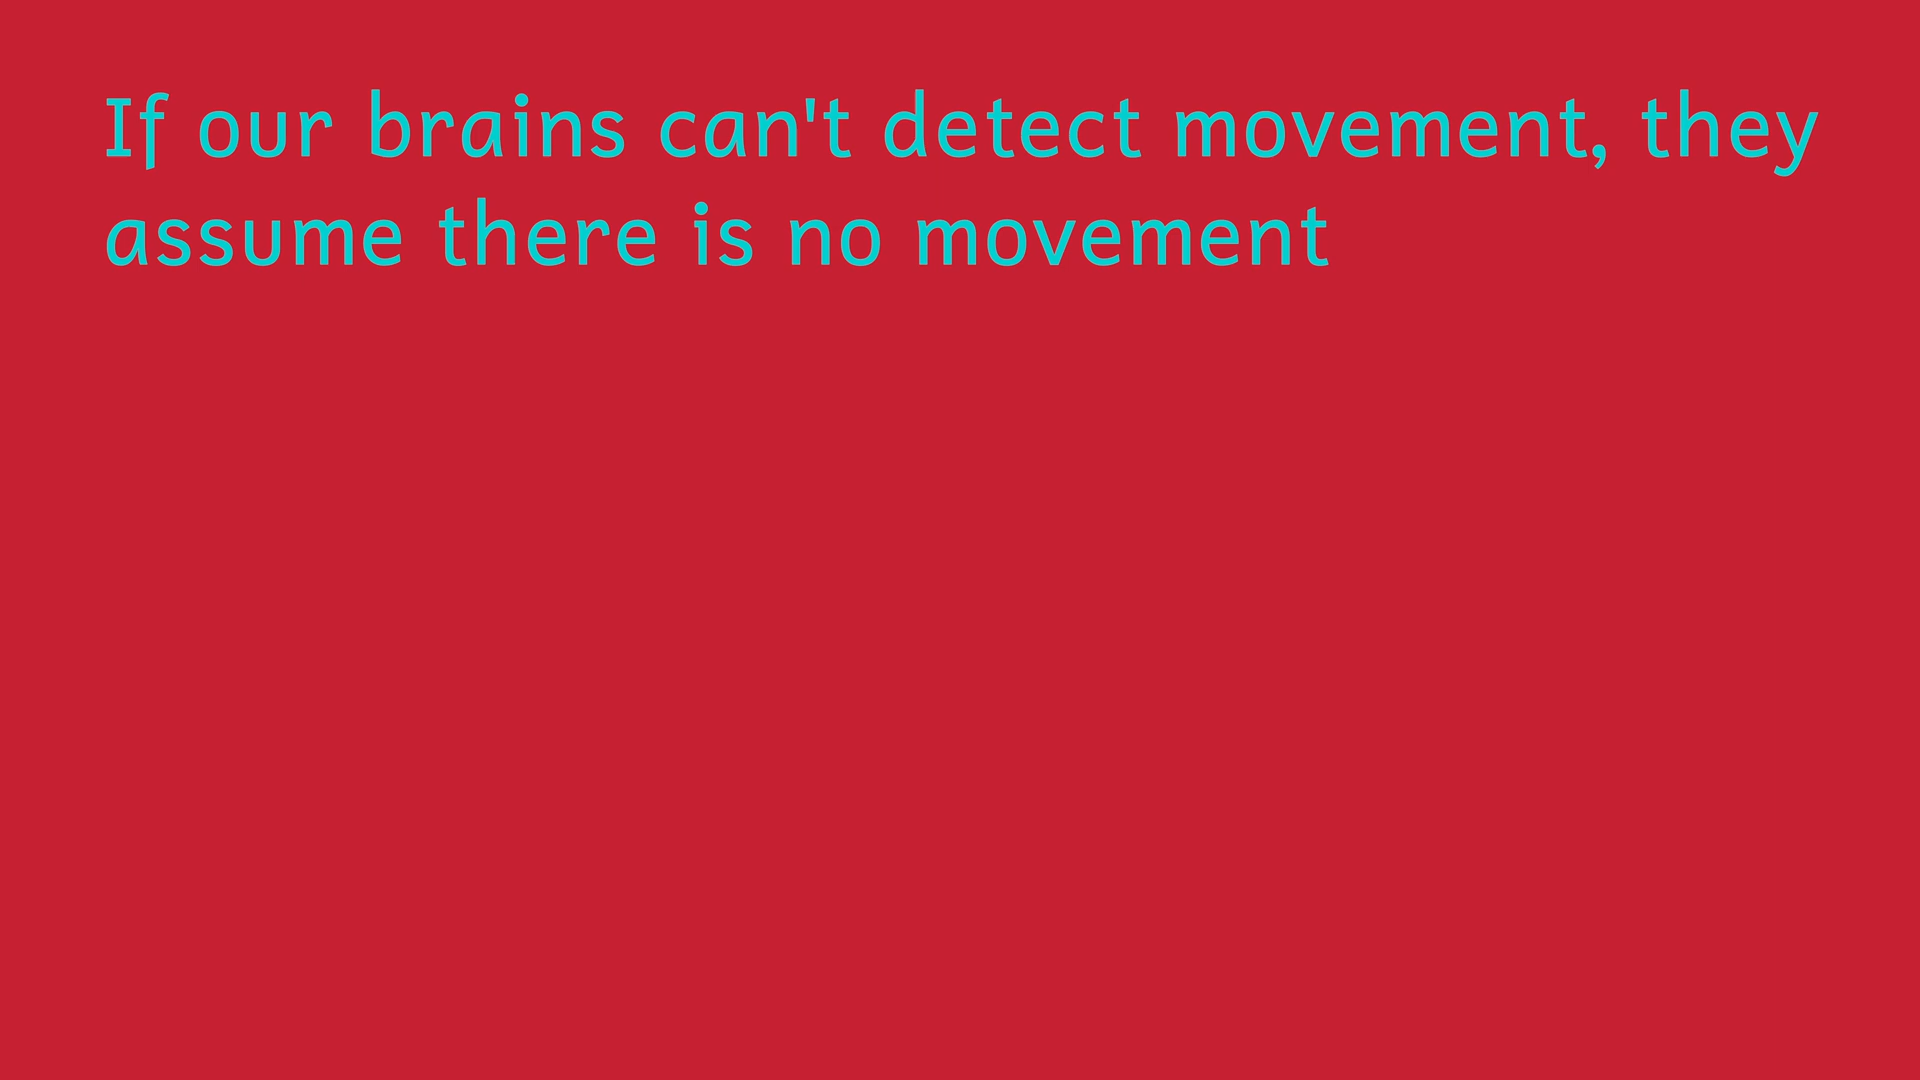 If our brains can't detect movement, they
assume there is no movement